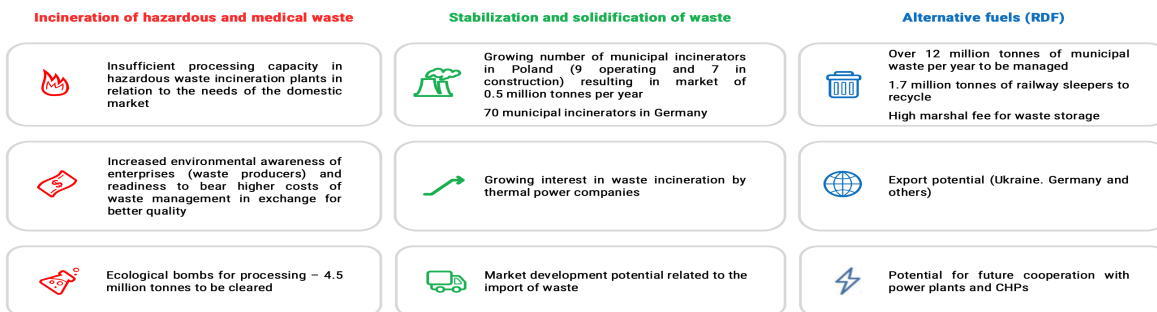 Incineration of hazardous and medical waste
Insufficient processing capacity in
hazardous waste incineration plants in
relation to the needs of the domestic
market
Increased environmental awareness of
enterprises (waste producers) and
readiness to bear higher costs of
waste management in exchange for
better quality
Ecological bombs for processing – 4.5
million tonnes to be cleared
Stabilization and solidification of waste
Growing number of municipal incinerators
in Poland (9 operating and 7 in
construction) resulting in market of
0.5 million tonnes per year
70 municipal incinerators in Germany
Growing interest in waste incineration by
thermal power companies
Market development potential related to the
import of waste
Alternative fuels (RDF)
Over 12 million tonnes of municipal
waste per year to be managed
1.7 million tonnes of railway sleepers to
recycle
High marshal fee for waste storage
Export potential (Ukraine. Germany and
others)
Potential for future cooperation with
power plants and CHPs